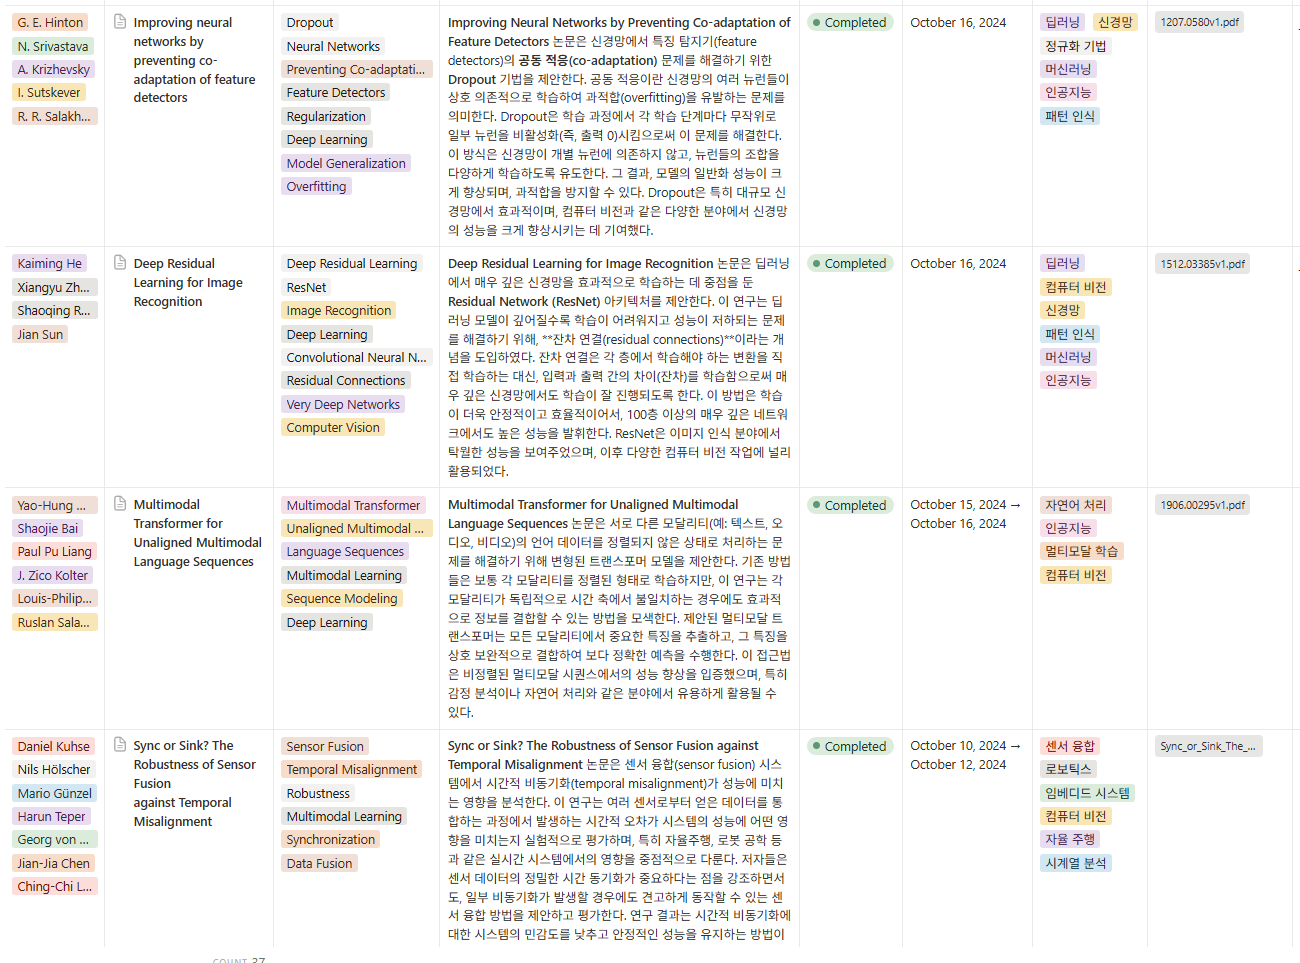 G. E. Hinton
N. Srivastava
A. Krizhevsky
I. Sutskever
R. R. Salakh...
Improving neural
networks by
preventing co-
adaptation of feature
detectors
Dropout
Neural Networks
Preventing Co-adaptati...
Feature Detectors
Regularization
Deep Learning
Model Generalization
Overfitting
Improving Neural Networks by Preventing Co-adaptation of
Feature Detectors 논문은 신경망에서 특징 탐지기(feature
detectors)의 공동 적응(co-adaptation) 문제를 해결하기 위한
Dropout 기법을 제안한다. 공동 적응이란 신경망의 여러 뉴런들이
상호 의존적으로 학습하여 과적합(overfitting)을 유발하는 문제를
의미한다. Dropout은 학습 과정에서 각 학습 단계마다 무작위로
일부 뉴런을 비활성화(즉, 출력 0)시킴으로써 이 문제를 해결한다.
이 방식은 신경망이 개별 뉴런에 의존하지 않고, 뉴런들의 조합을
다양하게 학습하도록 유도한다. 그 결과, 모델의 일반화 성능이 크
게 향상되며, 과적합을 방지할 수 있다. Dropout은 특히 대규모 신
경망에서 효과적이며, 컴퓨터 비전과 같은 다양한 분야에서 신경망
의 성능을 크게 향상시키는 데 기여했다.
Completed
October 16, 2024
딥러닝 신경망
정규화 기법
머신러닝
인공지능
패턴 인식
1207.0580v1.pdf
Kaiming He
Xiangyu Zh...
Shaoqing R...
Jian Sun
Deep Residual
Learning for Image
Recognition
Deep Residual Learning
ResNet
Image Recognition
Deep Learning
Convolutional Neural N...
Residual Connections
Very Deep Networks
Computer Vision
Deep Residual Learning for Image Recognition 논문은 딥러닝
에서 매우 깊은 신경망을 효과적으로 학습하는 데 중점을 둔
Residual Network (ResNet) 아키텍처를 제안한다. 이 연구는 딥
러닝 모델이 깊어질수록 학습이 어려워지고 성능이 저하되는 문제
를 해결하기 위해, **잔차 연결(residual connections)**이라는 개
념을 도입하였다. 잔차 연결은 각 층에서 학습해야 하는 변환을 직
접 학습하는 대신, 입력과 출력 간의 차이(잔차)를 학습함으로써 매
우 깊은 신경망에서도 학습이 잘 진행되도록 한다. 이 방법은 학습
이 더욱 안정적이고 효율적이어서, 100층 이상의 매우 깊은 네트워
크에서도 높은 성능을 발휘한다. ResNet은 이미지 인식 분야에서
탁월한 성능을 보여주었으며, 이후 다양한 컴퓨터 비전 작업에 널리
활용되었다.
Completed
October 16, 2024
딥러닝
컴퓨터 비전
신경망
패턴 인식
머신러닝
인공지능
1512.03385v1.pdf
Yao-Hung ...
Shaojie Bai
Paul Pu Liang
J. Zico Kolter
Louis-Philip...
Ruslan Sala...
Multimodal
Transformer for
Unaligned Multimodal
Language Sequences
Multimodal Transformer
Unaligned Multimodal ...
Language Sequences
Multimodal Learning
Sequence Modeling
Deep Learning
Multimodal Transformer for Unaligned Multimodal
Language Sequences 논문은 서로 다른 모달리티(예: 텍스트, 오
디오, 비디오)의 언어 데이터를 정렬되지 않은 상태로 처리하는 문
제를 해결하기 위해 변형된 트랜스포머 모델을 제안한다. 기존 방법
들은 보통 각 모달리티를 정렬된 형태로 학습하지만, 이 연구는 각
모달리티가 독립적으로 시간 축에서 불일치하는 경우에도 효과적
으로 정보를 결합할 수 있는 방법을 모색한다. 제안된 멀티모달 트
랜스포머는 모든 모달리티에서 중요한 특징을 추출하고, 그 특징을
상호 보완적으로 결합하여 보다 정확한 예측을 수행한다. 이 접근법
은 비정렬된 멀티모달 시퀀스에서의 성능 향상을 입증했으며, 특히
감정 분석이나 자연어 처리와 같은 분야에서 유용하게 활용될 수
있다.
Completed
October 15, 2024 →
October 16, 2024
자연어 처리
인공지능
멀티모달 학습
컴퓨터 비전
1906.00295v1.pdf
Daniel Kuhse
Nils Hölscher
Mario Günzel
Harun Teper
Georg von ...
Jian-Jia Chen
Ching-Chi L...
Sync or Sink? The
Robustness of Sensor
Fusion
against Temporal
Misalignment
Sensor Fusion
Temporal Misalignment
Robustness
Multimodal Learning
Synchronization
Data Fusion
Sync or Sink? The Robustness of Sensor Fusion against
Temporal Misalignment 논문은 센서 융합(sensor fusion) 시스
템에서 시간적 비동기화(temporal misalignment)가 성능에 미치
는 영향을 분석한다. 이 연구는 여러 센서로부터 얻은 데이터를 통
합하는 과정에서 발생하는 시간적 오차가 시스템의 성능에 어떤 영
향을 미치는지 실험적으로 평가하며, 특히 자율주행, 로봇 공학 등
과 같은 실시간 시스템에서의 영향을 중점적으로 다룬다. 저자들은
센서 데이터의 정밀한 시간 동기화가 중요하다는 점을 강조하면서
도, 일부 비동기화가 발생할 경우에도 견고하게 동작할 수 있는 센
서 융합 방법을 제안하고 평가한다. 연구 결과는 시간적 비동기화에
대한 시스템의 민감도를 낮추고 안정적인 성능을 유지하는 방법이
Completed
October 10, 2024 →
October 12, 2024
센서 융합
로보틱스
임베디드 시스템
컴퓨터 비전
자율 주행
시계열 분석
Sync_or_Sink_The_...
COUNT 27